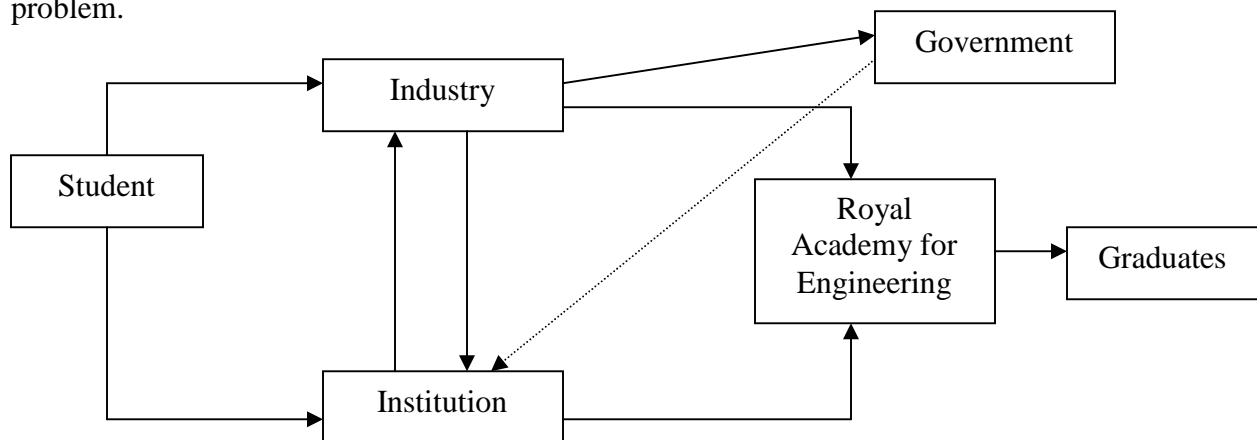 problem.
Government
Industry
Student
Royal
Academy for
Engineering
Graduates
Institution